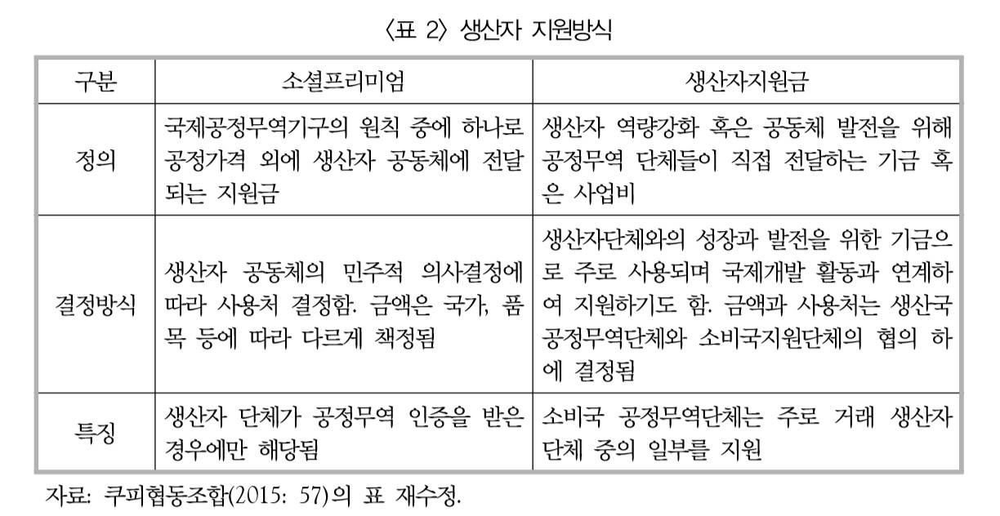 〈표 2〉 생산자 지원방식
구분
소셜프리미엄
생산자지원금
정의
국제공정무역기구의 원칙 중에 하나로
공정가격 외에 생산자 공동체에 전달
되는 지원금
생산자 역량강화 혹은 공동체 발전을 위해
공정무역 단체들이 직접 전달하는 기금 혹
은 사업비
결정방식
생산자 공동체의 민주적 의사결정에
따라 사용처 결정함. 금액은 국가, 품
목 등에 따라 다르게 책정됨
생산자단체와의 성장과 발전을 위한 기금으
로 주로 사용되며 국제개발 활동과 연계하
여 지원하기도 함. 금액과 사용처는 생산국
공정무역단체와 소비국지원단체의 협의 하
에 결정됨
특징
생산자 단체가 공정무역 인증을 받은
경우에만 해당됨
소비국 공정무역단체는 주로 거래 생산자
단체 중의 일부를 지원
자료: 쿠피협동조합(2015: 57)의 표 재수정.